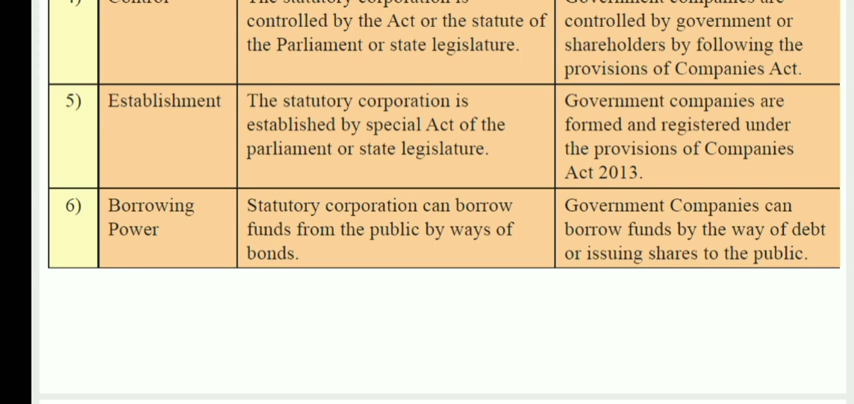 controlled by the Act or the statute of
the Parliament or state legislature.
controlled by government or
shareholders by following the
provisions of Companies Act.
5) Establishment
The statutory corporation is
established by special Act of the
parliament or state legislature.
Government companies are
formed and registered under
the provisions of Companies
Act 2013.
6) Borrowing
Power
Statutory corporation can borrow
funds from the public by ways of
bonds.
Government Companies can
borrow funds by the way of debt
or issuing shares to the public.